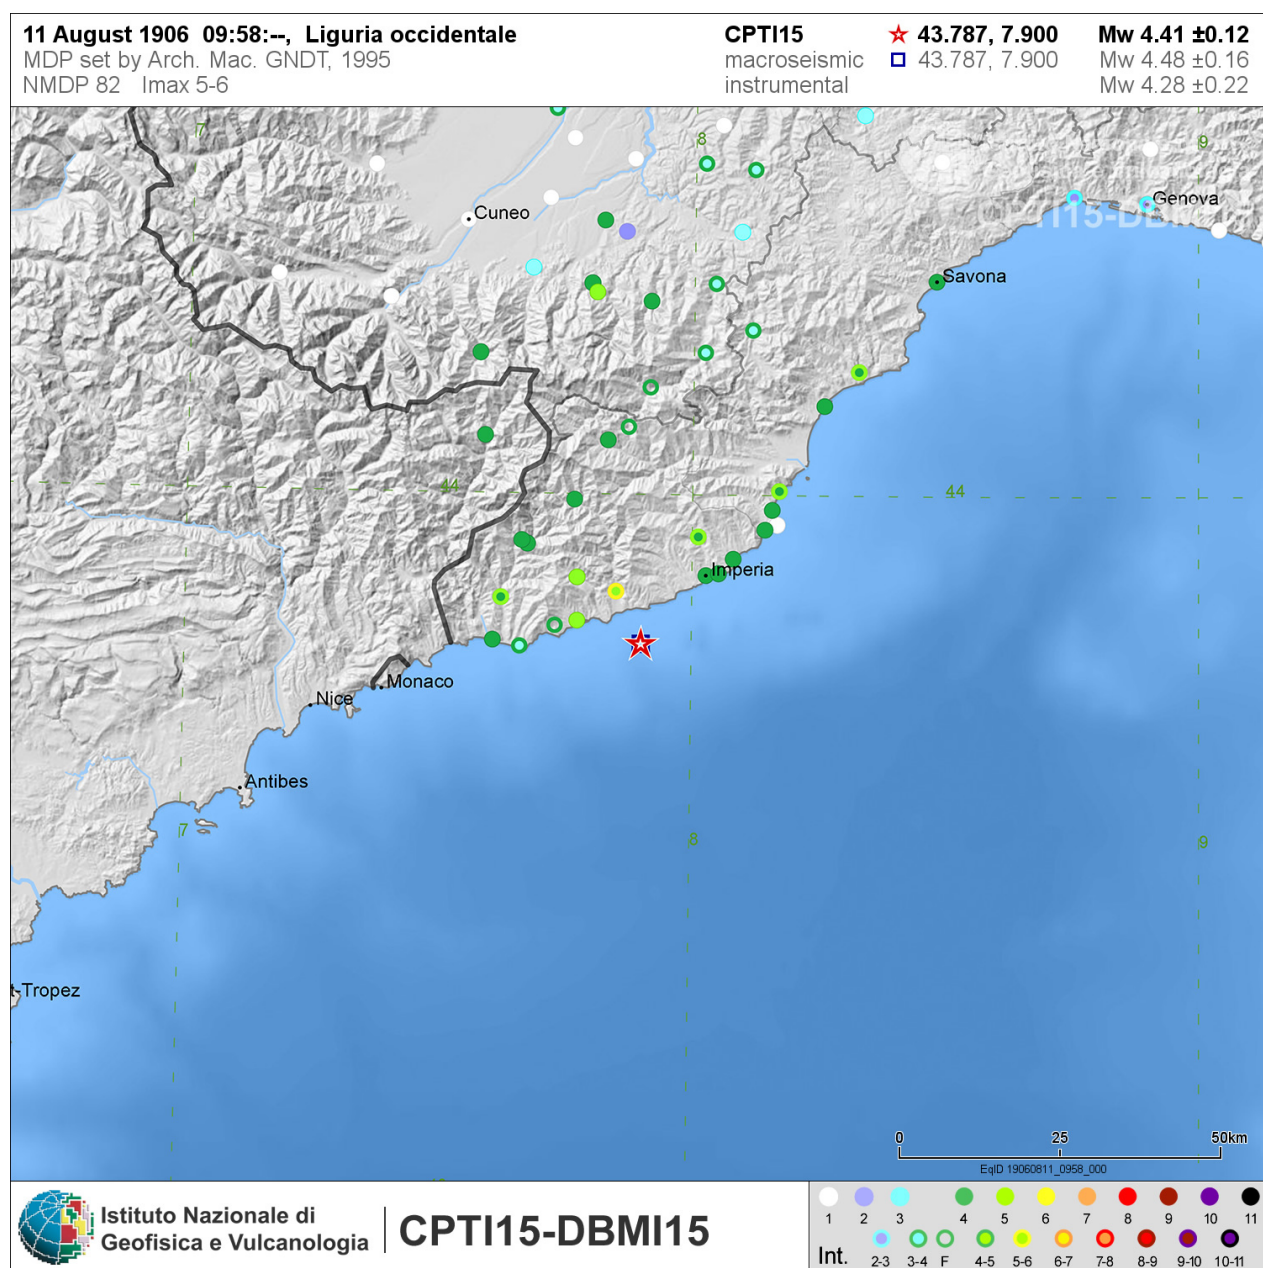 11 August 1906 09:58:--, Liguria occidentale
MDP set by Arch. Mac. GNDT, 1995
NMDP 82 Imax 5-6
CPTI15 43.787, 7.900 Mw 4.41 ±0.12
macroseismic 43.787, 7.900 Mw 4.48 ±0.16
instrumental Mw 4.28 ±0.22
7
8
9
Cuneo
Genova
CPTI15-DBM
Savona
44
44
Imperia
Monaco
Nice
Antibes
7
8
9
t-Tropez
0 25 50km
EqID 19060811_0958_000
Istituto Nazionale di
Geofisica e Vulcanologia
CPTI15-DBMI15
1 2 3 4 5 6 7 8 9 10 11
Int. 2-3 3-4 F 4-5 5-6 6-7 7-8 8-9 9-10 10-11